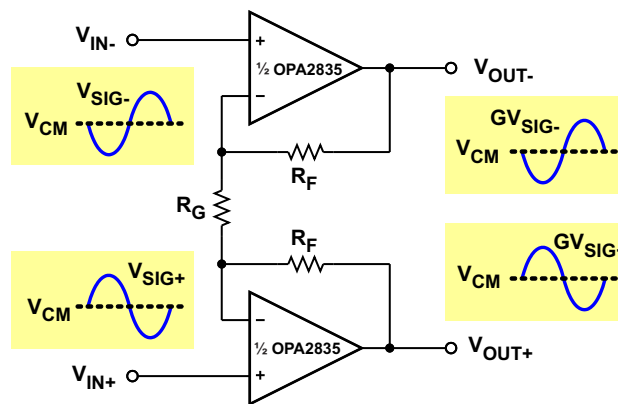 VIN-
+
½ OPA2835
−
VOUT-
VSIG-
VCM
GVSIG-
VCM
RF
RG
RF
VSIG+
VCM
GVSIG+
VCM
−
½ OPA2835
+
VOUT+
VIN+